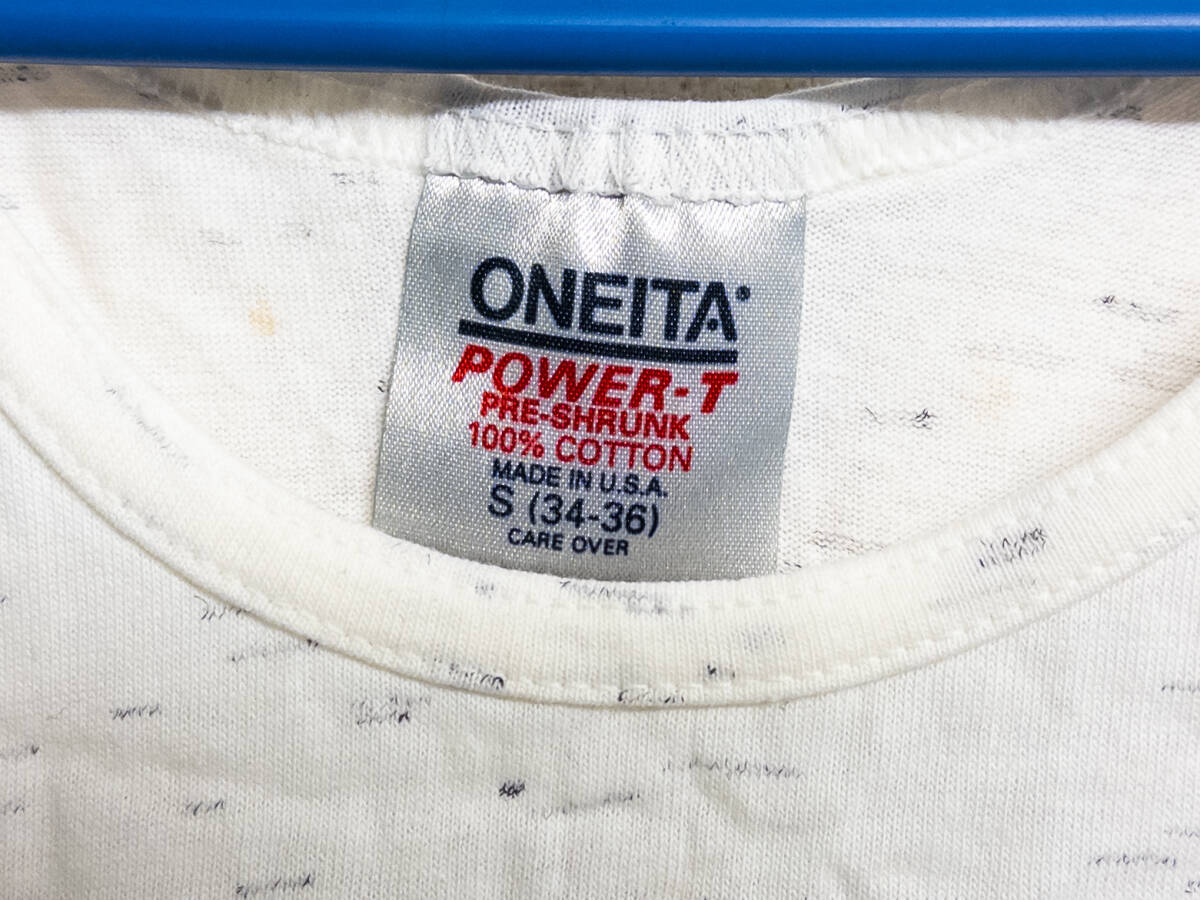 ONEITA
POWER-T
PRE-SHRUNK
100% COTTON
MADE IN U.S.A.
S (34-36)
CARE OVER